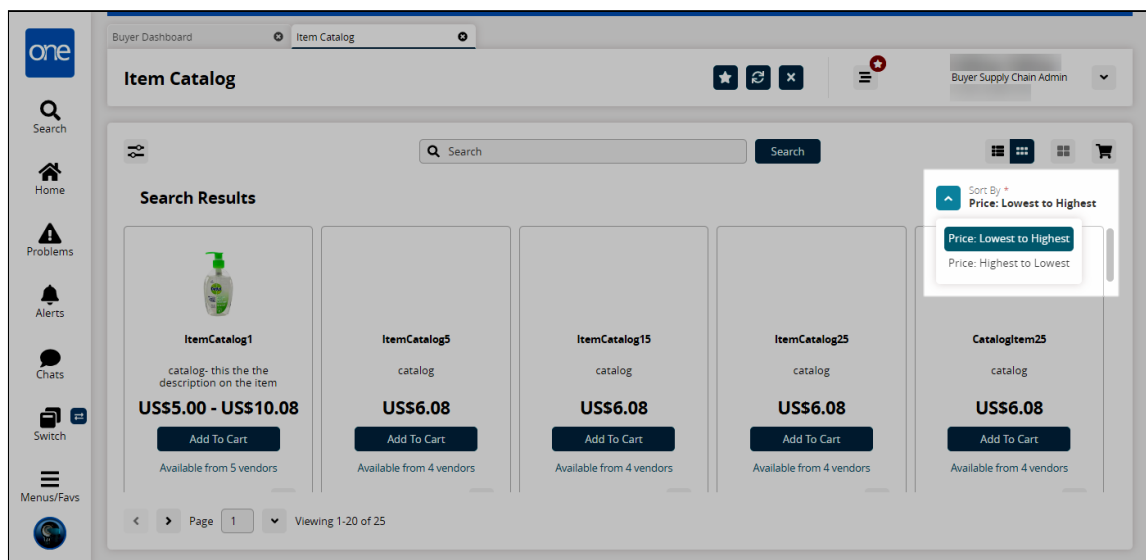 one
Search
Home
Problems
Alerts
Chats
Switch
Menus/Favs
Buyer Dashboard
Item Catalog
Item Catalog
Buyer Supply Chain Admin
Search
Search
Search Results
Sort By *
Price: Lowest to Highest
Price: Lowest to Highest
Price: Highest to Lowest
ItemCatalog1
catalog- this the the
description on the item
US$5.00 - US$10.08
Add To Cart
Available from 5 vendors
ItemCatalog5
catalog
US$6.08
Add To Cart
Available from 4 vendors
ItemCatalog15
catalog
US$6.08
Add To Cart
Available from 4 vendors
ItemCatalog25
catalog
US$6.08
Add To Cart
Available from 4 vendors
CatalogItem25
catalog
US$6.08
Add To Cart
Available from 4 vendors
Page 1
Viewing 1-20 of 25